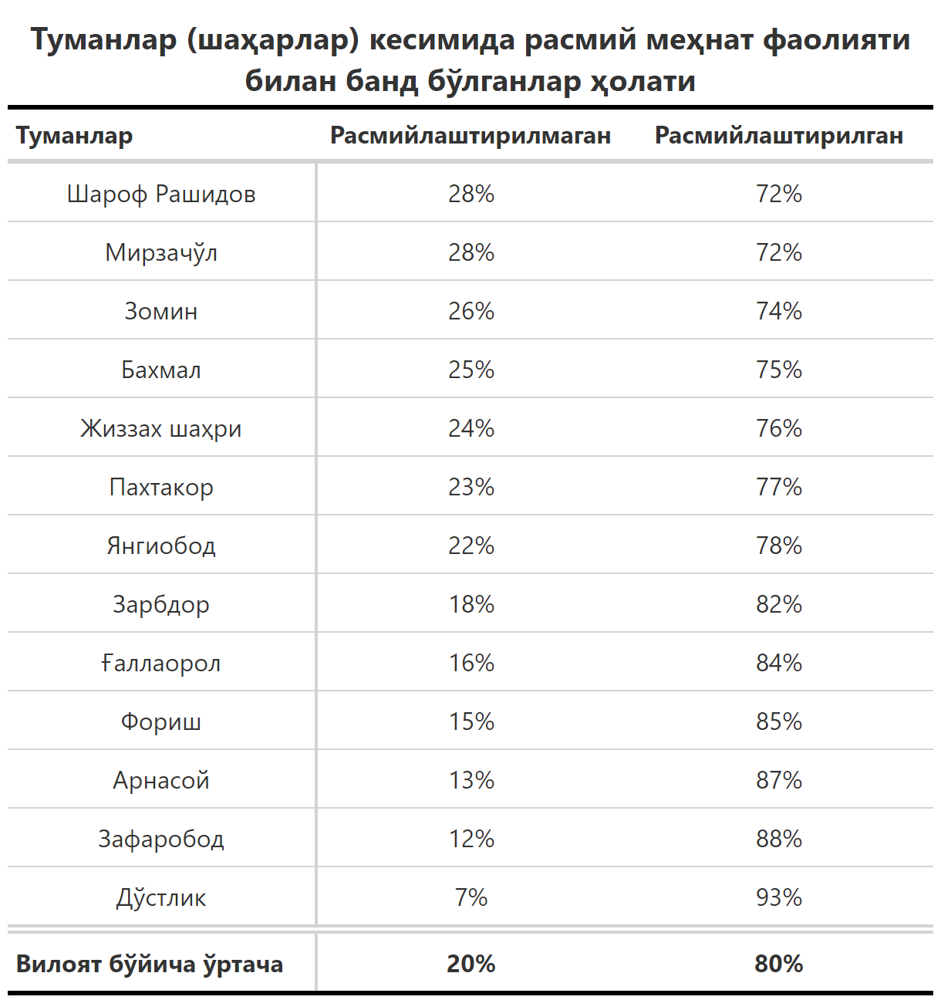 Туманлар (шаҳарлар) кесимида расмий меҳнат фаолияти
билан банд бўлганлар ҳолати
Туманлар Расмийлаштирилмаган Расмийлаштирилган
Шароф Рашидов 28% 72%
Мирзачўл 28% 72%
Зомин 26% 74%
Бахмал 25% 75%
Жиззах шаҳри 24% 76%
Пахтакор 23% 77%
Янгиобод 22% 78%
Зарбдор 18% 82%
Ғаллаорол 16% 84%
Фориш 15% 85%
Арнасой 13% 87%
Зафаробод 12% 88%
Дўстлик 7% 93%
Вилоят бўйича ўртача 20% 80%